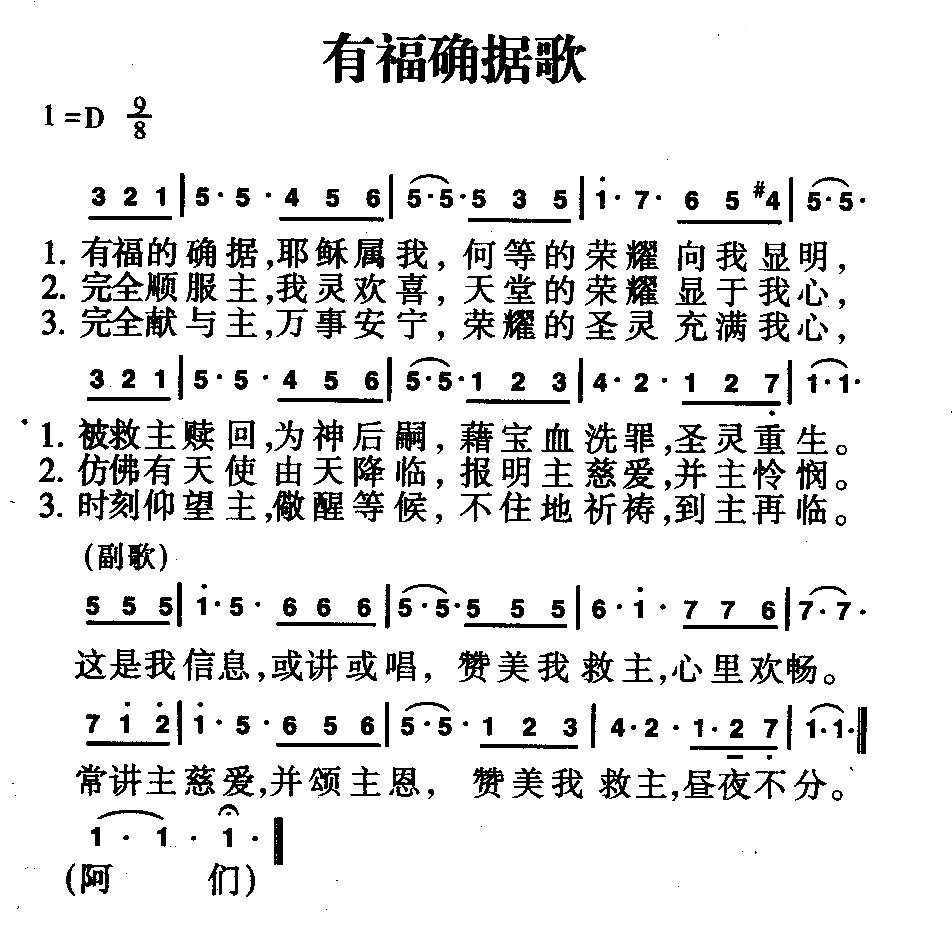 有福确据歌
1=D 9/8
3 2 1 | 5· 5· 4 5 6 | 5·5·5 3 5 | i· 7· 6 5 #4 | 5·5·
1. 有福的确据,耶稣属我，何等的荣耀 向我显明，
2. 完全顺服主,我灵欢喜，天堂的荣耀 显于我心，
3. 完全献与主,万事安宁，荣耀的圣灵 充满我心，
3 2 1 | 5· 5· 4 5 6 | 5·5·1 2 3 | 4·2· 1 2 7̣ | 1·1·
1. 被救主赎回,为神后嗣，藉宝血洗罪,圣灵重生。
2. 仿佛有天使 由天降临，报明主慈爱,并主怜悯。
3. 时刻仰望主,儆醒等候，不住地祈祷,到主再临。
(副歌)
5 5 5 | i·5· 6 6 6 | 5·5·5 5 5 | 6·i· 7 7 6 | 7·7·
这是我信息,或讲或唱，赞美我救主,心里欢畅。
7 i 2̇ | i·5· 6 5 6 | 5·5· 1 2 3 | 4·2· 1·2 7̣· | 1·1·‖
常讲主慈爱,并颂主恩，赞美我 救主,昼夜不分。
1 · 1 · 1 · ‖
(阿 们)